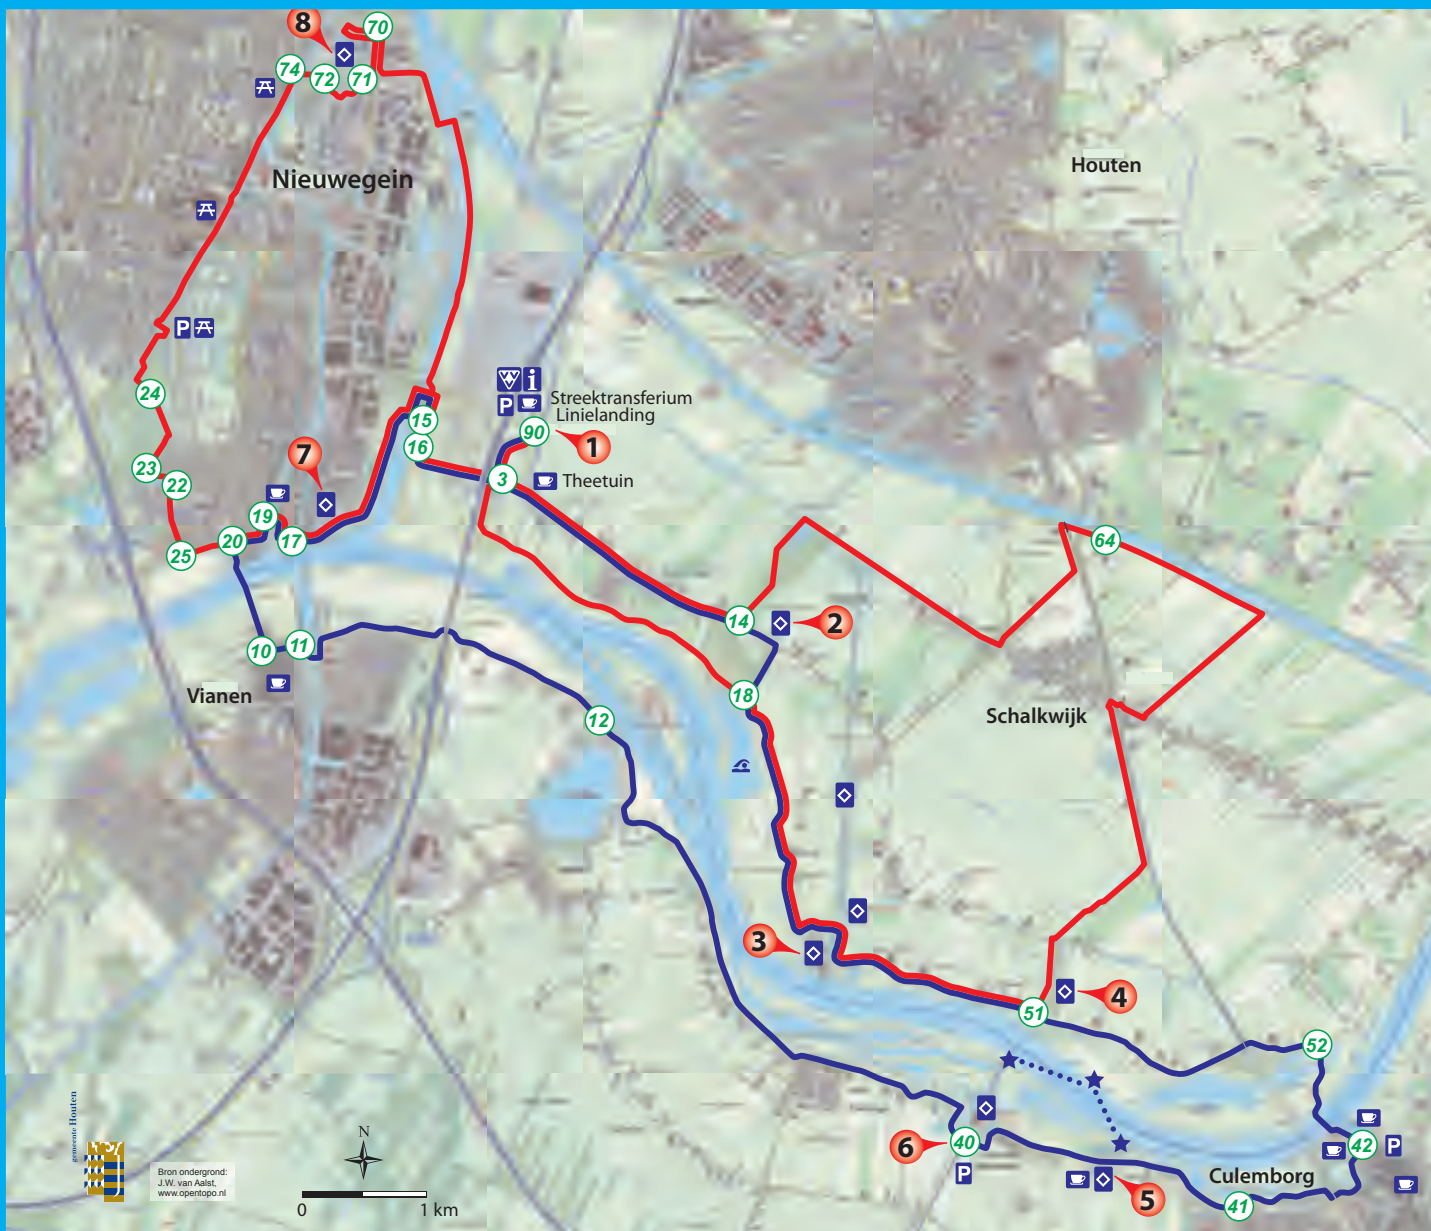 8
70
74
72
71
Nieuwegein
Houten
P
24
i
P
Streektransferium
Linielanding
15
90
1
16
7
23
3
Theetuin
22
19
20
17
25
64
14
2
10
11
Vianen
18
12
Schalkwijk
3
4
51
52
gemeente Houten
N
6
40
42
P
P
Bron ondergrond:
J.W. van Aalst,
www.opentopo.nl
Culemborg
5
41
0 1 km